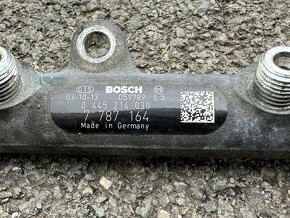 BOSCH
03-10-13 059789 L5
0 445 214 030
7 787 164
Made in Germany